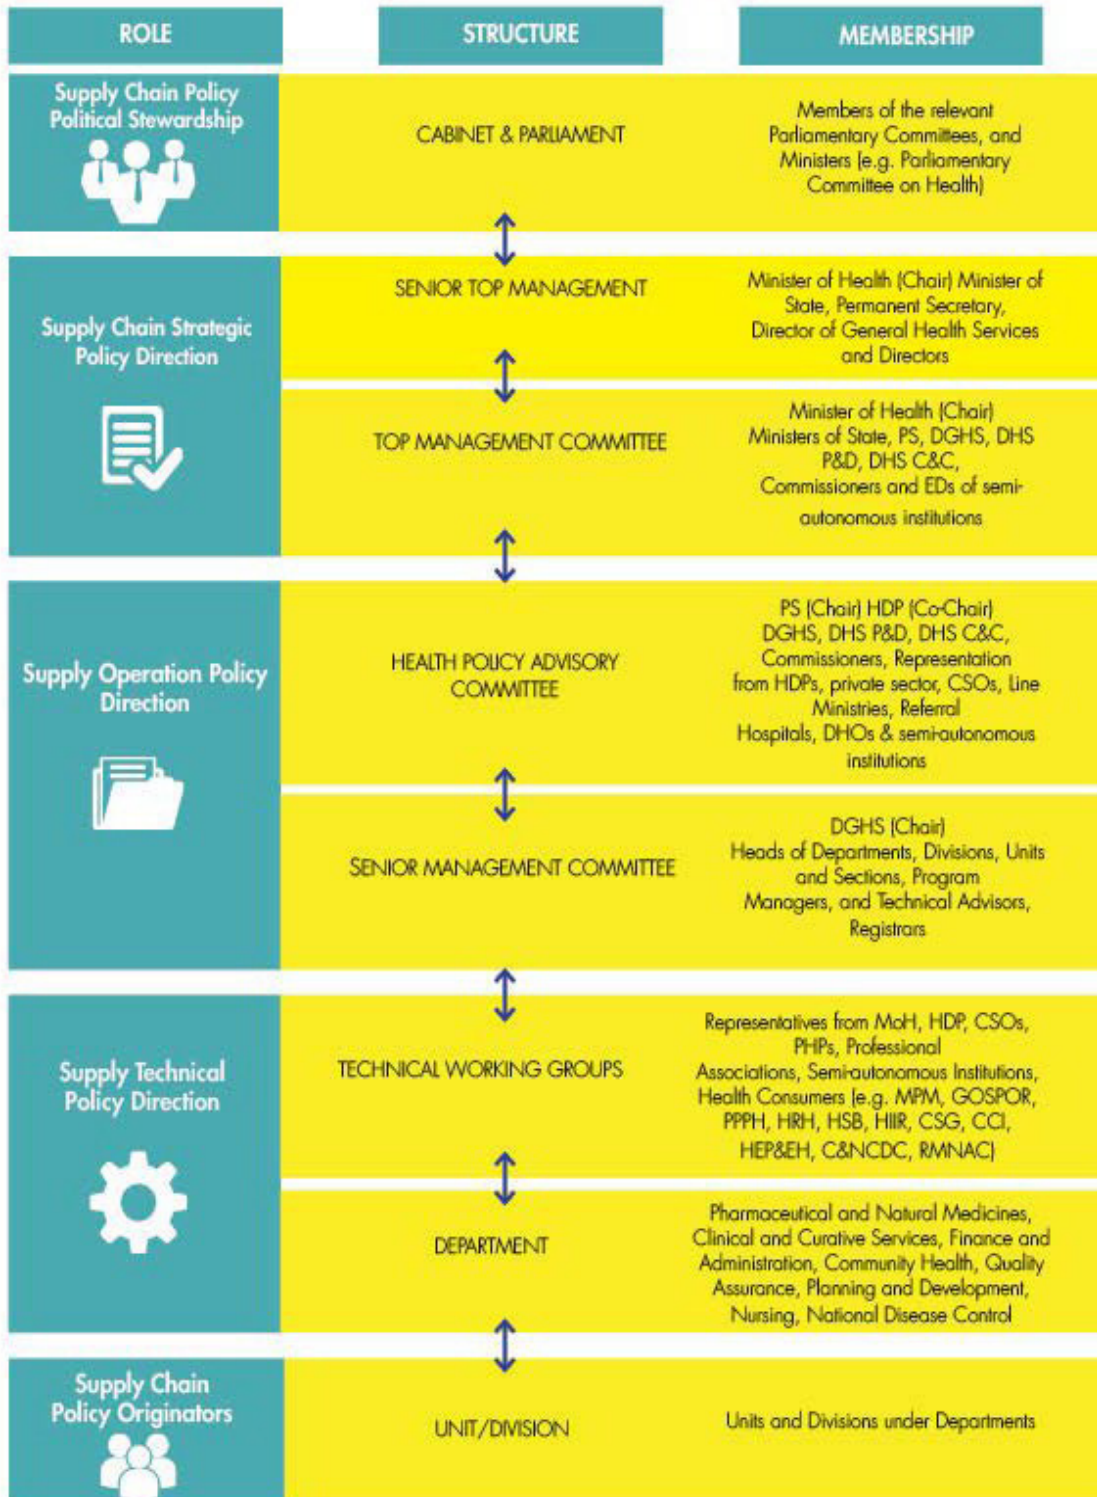 ROLE
STRUCTURE
MEMBERSHIP
Supply Chain Policy
Political Stewardship
CABINET & PARLIAMENT
Members of the relevant
Parliamentary Committees, and
Ministers (e.g. Parliamentary
Committee on Health)
Supply Chain Strategic
Policy Direction
SENIOR TOP MANAGEMENT
Minister of Health (Chair) Minister of
State, Permanent Secretary,
Director of General Health Services
and Directors
TOP MANAGEMENT COMMITTEE
Minister of Health (Chair)
Ministers of State, PS, DGHS, DHS
P&D, DHS C&C,
Commissioners and EDs of semi-
autonomous institutions
Supply Operation Policy
Direction
HEALTH POLICY ADVISORY
COMMITTEE
PS (Chair) HDP (Co-Chair)
DGHS, DHS P&D, DHS C&C,
Commissioners, Representation
from HDPs, private sector, CSOs, Line
Ministries, Referral
Hospitals, DHOs & semi-autonomous
institutions
SENIOR MANAGEMENT COMMITTEE
DGHS (Chair)
Heads of Departments, Divisions, Units
and Sections, Program
Managers, and Technical Advisors,
Registrars
Supply Technical
Policy Direction
TECHNICAL WORKING GROUPS
Representatives from MoH, HDP, CSOs,
PHPs, Professional
Associations, Semi-autonomous Institutions,
Health Consumers (e.g. MPM, GOSPOR,
PPPH, HRH, HSB, HIIR, CSG, CCI,
HEP&EH, C&NCDC, RMNAC)
DEPARTMENT
Pharmaceutical and Natural Medicines,
Clinical and Curative Services, Finance and
Administration, Community Health, Quality
Assurance, Planning and Development,
Nursing, National Disease Control
Supply Chain
Policy Originators
UNIT/DIVISION
Units and Divisions under Departments